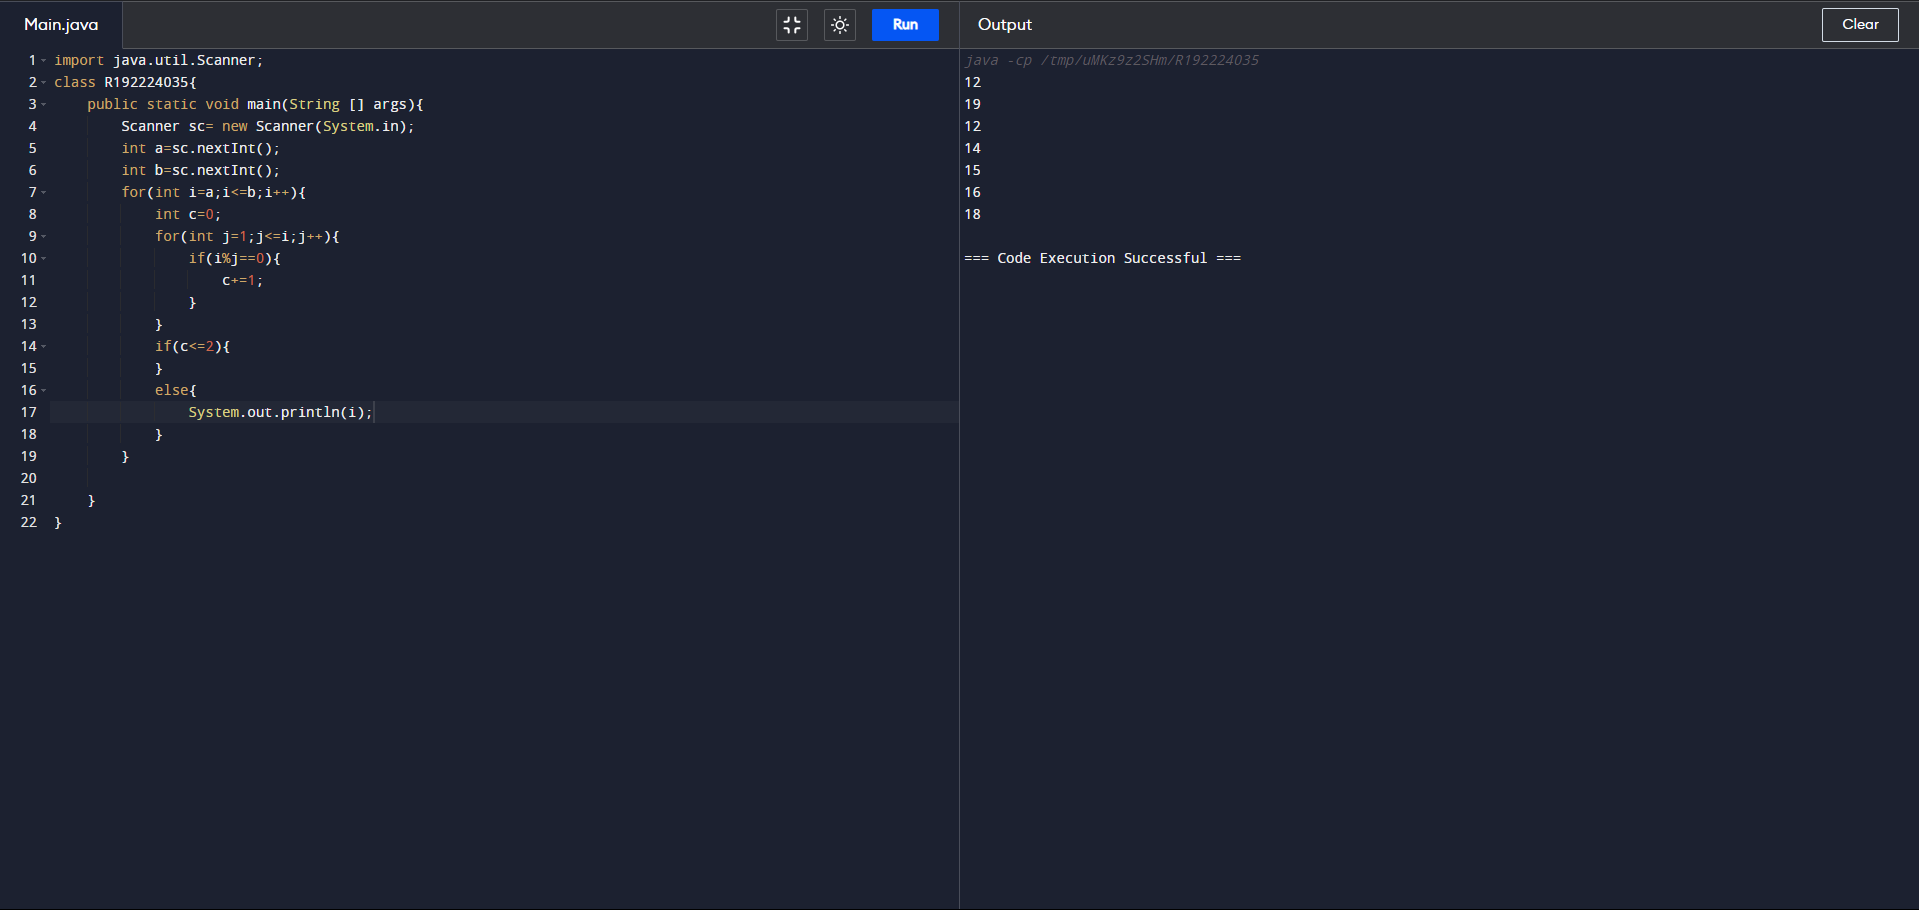 Main.java
Run
Output
Clear
1 import java.util.Scanner;
2 class R192224035{
3     public static void main(String [] args){
4         Scanner sc= new Scanner(System.in);
5         int a=sc.nextInt();
6         int b=sc.nextInt();
7         for(int i=a;i<=b;i++){
8             int c=0;
9             for(int j=1;j<=i;j++){
10                 if(i%j==0){
11                     c+=1;
12                 }
13             }
14             if(c<=2){
15             }
16             else{
17                 System.out.println(i);
18             }
19         }
20
21     }
22 }
java -cp /tmp/uMKz9z2SHm/R192224035
12
19
12
14
15
16
18
=== Code Execution Successful ===